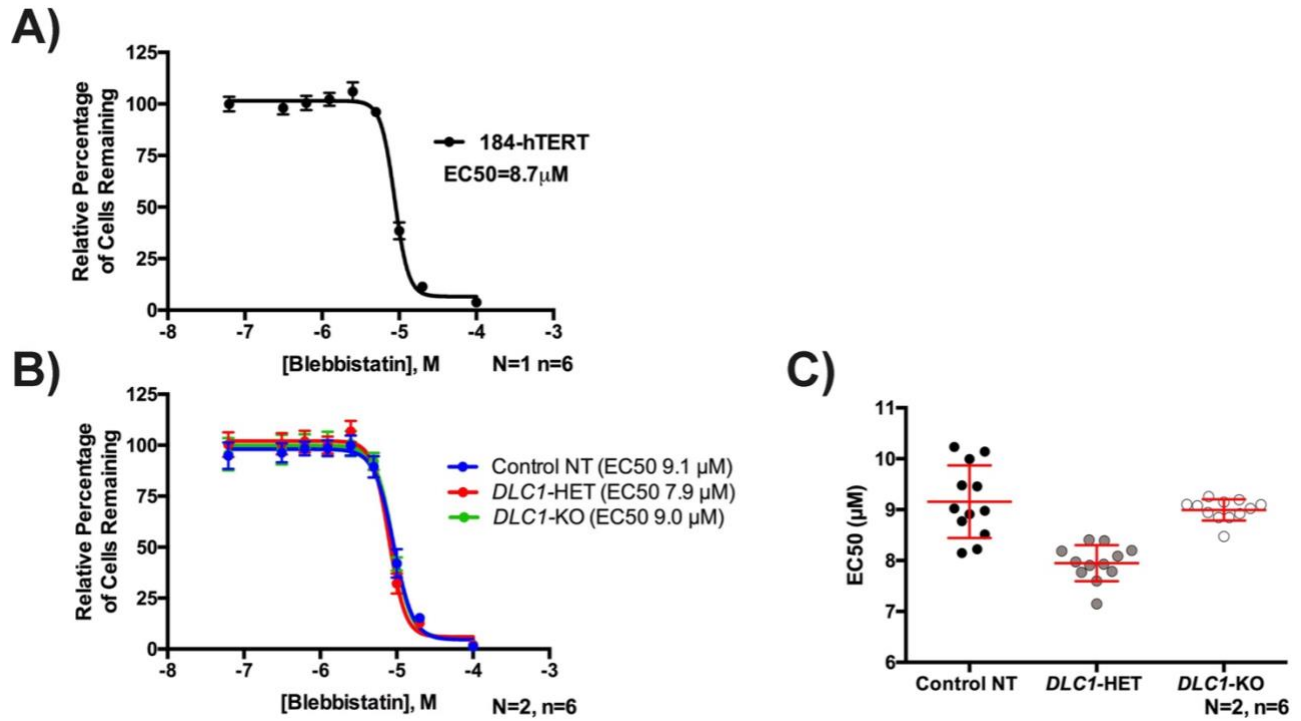 A)
125
100
75
50
25
0
Relative Percentage
of Cells Remaining
184-hTERT
EC50=8.7μM
-8 -7 -6 -5 -4 -3
[Blebbistatin], M N=1 n=6
B)
125
100
75
50
25
0
Relative Percentage
of Cells Remaining
Control NT (EC50 9.1 μM)
DLC1-HET (EC50 7.9 μM)
DLC1-KO (EC50 9.0 μM)
-8 -7 -6 -5 -4 -3
[Blebbistatin], M N=2, n=6
C)
11
10
9
8
7
6
EC50 (μM)
Control NT DLC1-HET DLC1-KO
N=2, n=6